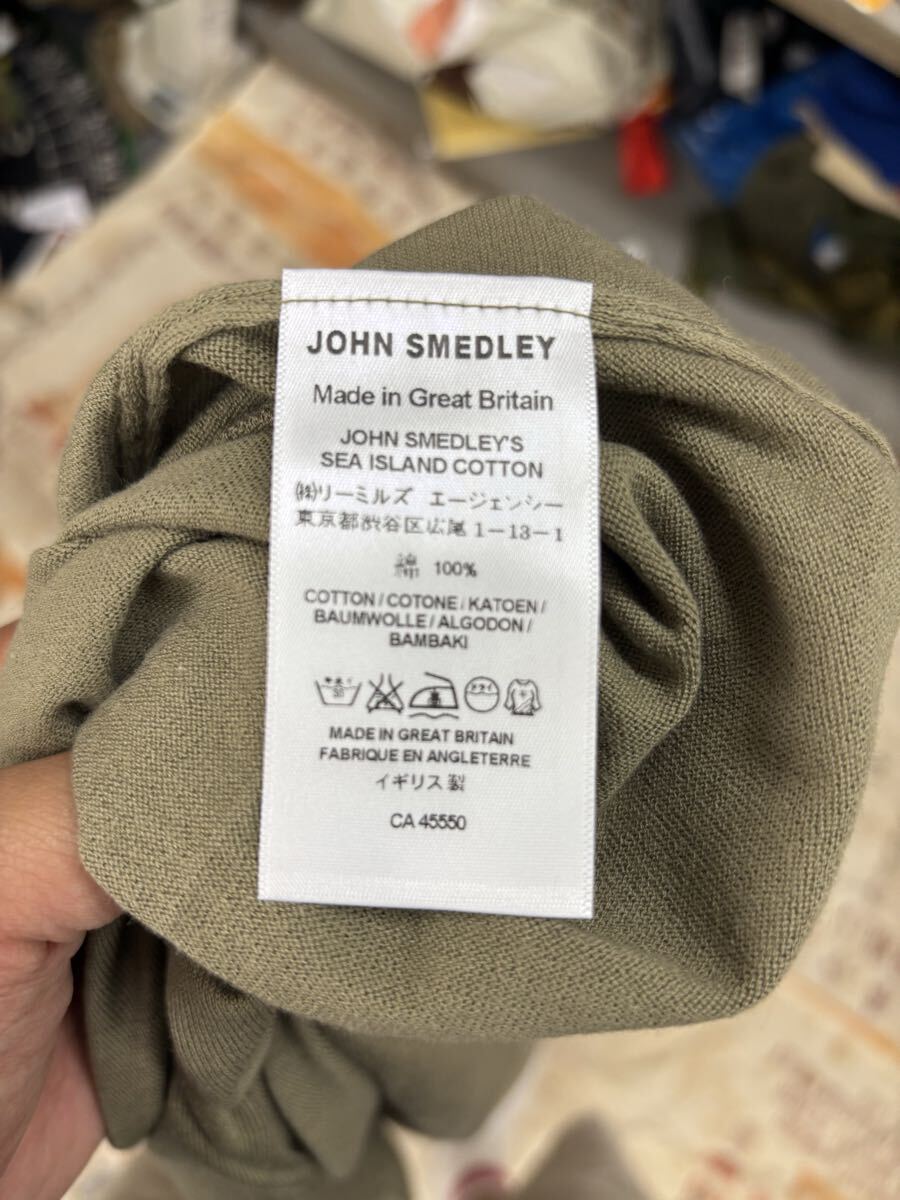 JOHN SMEDLEY
Made in Great Britain
JOHN SMEDLEY'S
SEA ISLAND COTTON
㈱リーミルズ エージェンシー
東京都渋谷区広尾1-13-1
綿 100%
COTTON / COTONE / KATOEN /
BAUMWOLLE / ALGODON /
BAMBAKI
MADE IN GREAT BRITAIN
FABRIQUE EN ANGLETERRE
イギリス製
CA 45550